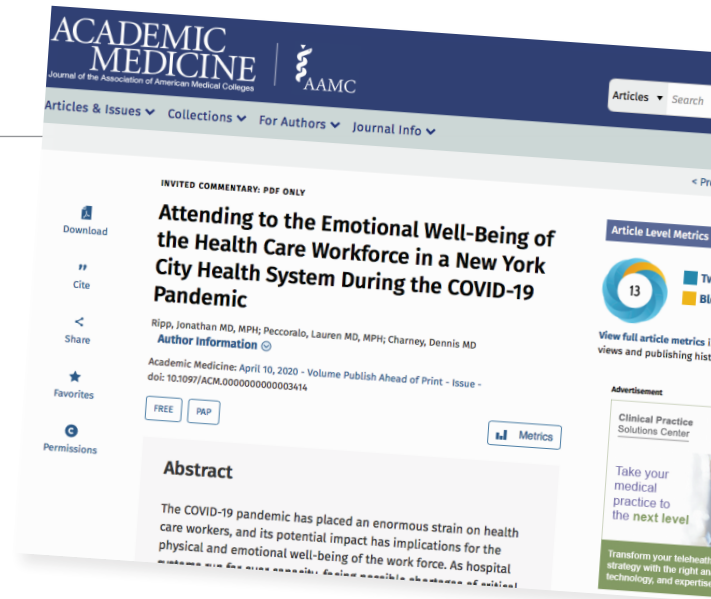 ACADEMIC
MEDICINE
Journal of the Association of American Medical Colleges
AAMC
Articles
Search
Articles & Issues
Collections
For Authors
Journal Info
INVITED COMMENTARY: PDF ONLY
Attending to the Emotional Well-Being of
the Health Care Workforce in a New York
City Health System During the COVID-19
Pandemic
Ripp, Jonathan MD, MPH; Peccoralo, Lauren MD, MPH; Charney, Dennis MD
Author Information
Academic Medicine: April 10, 2020 - Volume Publish Ahead of Print - Issue -
doi: 10.1097/ACM.0000000000003414
FREE
PAP
Metrics
Abstract
The COVID-19 pandemic has placed an enormous strain on health
care workers, and its potential impact has implications for the
physical and emotional well-being of the work force. As hospital
Download
Cite
Share
Favorites
Permissions
Article Level Metrics
13
View full article metrics
views and publishing
Advertisement
Clinical Practice
Solutions Center
Take your
medical
practice to
the next level
Transform your
strategy with the right
technology, and